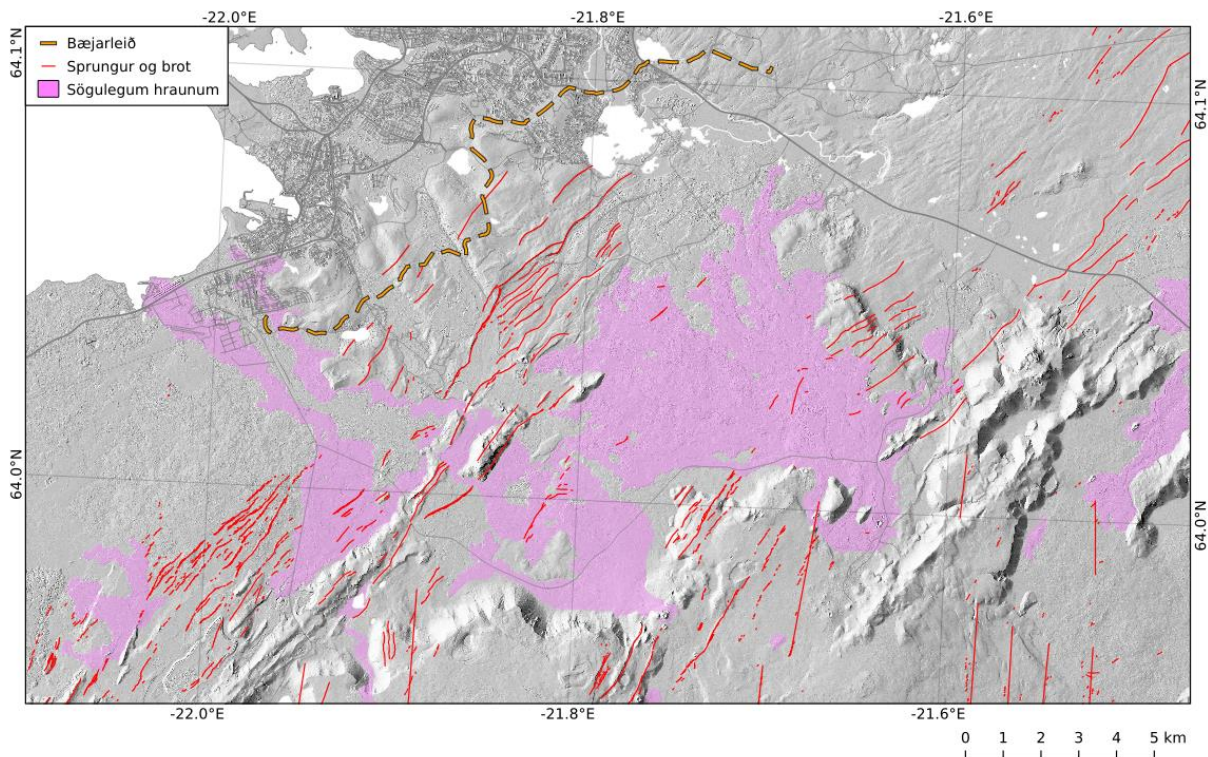 -22.0°E
-21.8°E
-21.6°E
64.1°N
Bæjarleið
Sprungur og brot
Sögulegum hraunum
64.1°N
64.0°N
64.0°N
-22.0°E
-21.8°E
-21.6°E
0 1 2 3 4 5 km